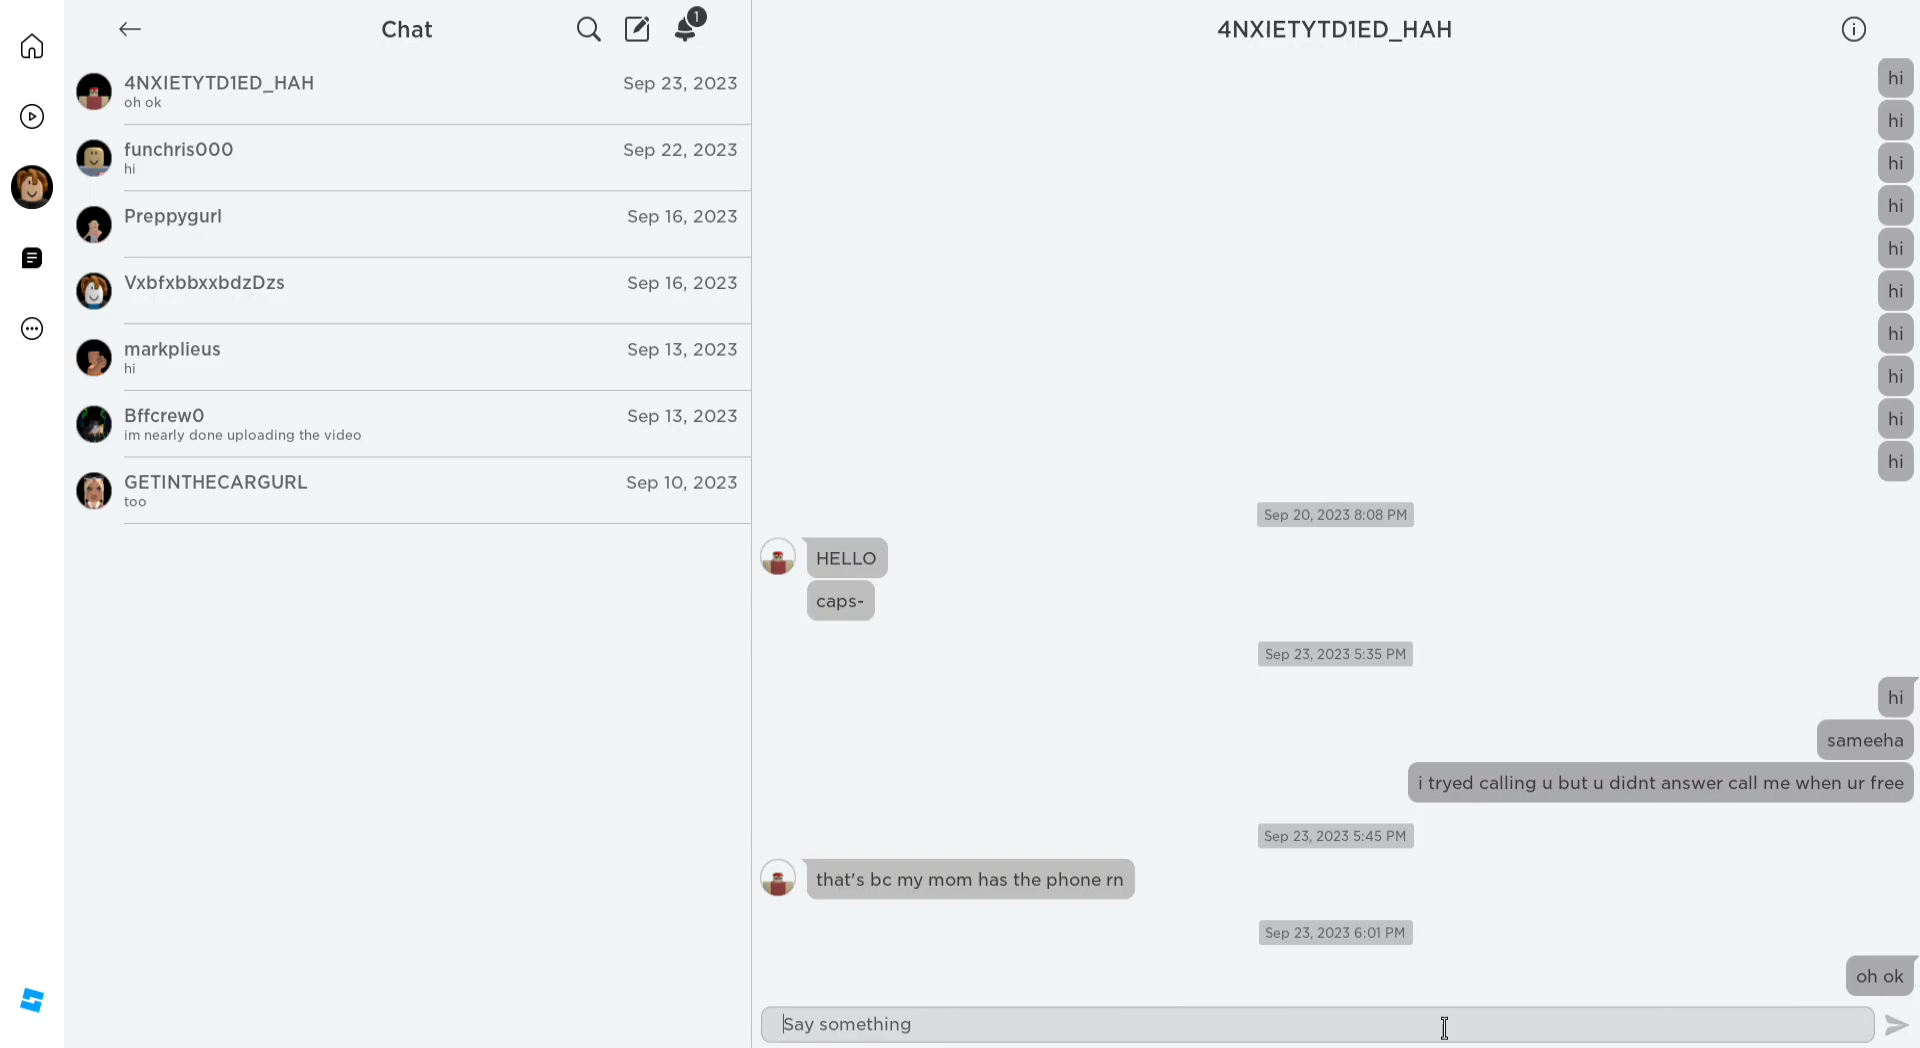 Chat
1
4NXIETYTD1ED_HAH
Sep 23, 2023
oh ok
funchris000
Sep 22, 2023
hi
Preppygurl
Sep 16, 2023
VxbfxbbxxbdzDzs
Sep 16, 2023
markplieus
Sep 13, 2023
hi
Bffcrew0
Sep 13, 2023
im nearly done uploading the video
GETINTHECARGURL
Sep 10, 2023
too
4NXIETYTD1ED_HAH
hi
hi
hi
hi
hi
hi
hi
hi
hi
hi
Sep 20, 2023 8:08 PM
HELLO
caps-
Sep 23, 2023 5:35 PM
hi
sameeha
i tryed calling u but u didnt answer call me when ur free
Sep 23, 2023 5:45 PM
that's bc my mom has the phone rn
Sep 23, 2023 6:01 PM
oh ok
Say something